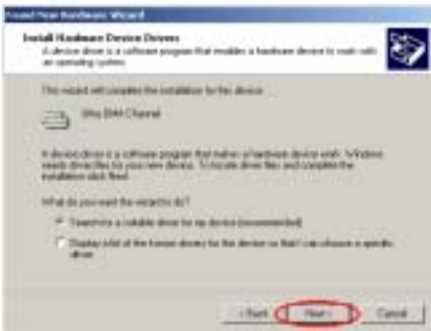 Found New Hardware Wizard
Install Hardware Device Drivers
A device driver is a software program that enables a hardware device to work with
an operating system.
This wizard will complete the installation for this device:
Channel
A device driver is a software program that makes a hardware device work. Windows
needs driver files for your new device. To locate driver files and complete the
installation click Next.
What do you want the wizard to do?
Search for a suitable driver for my device (recommended)
Display a list of the known drivers for this device so that I can choose a specific
driver
< Back
Next >
Cancel